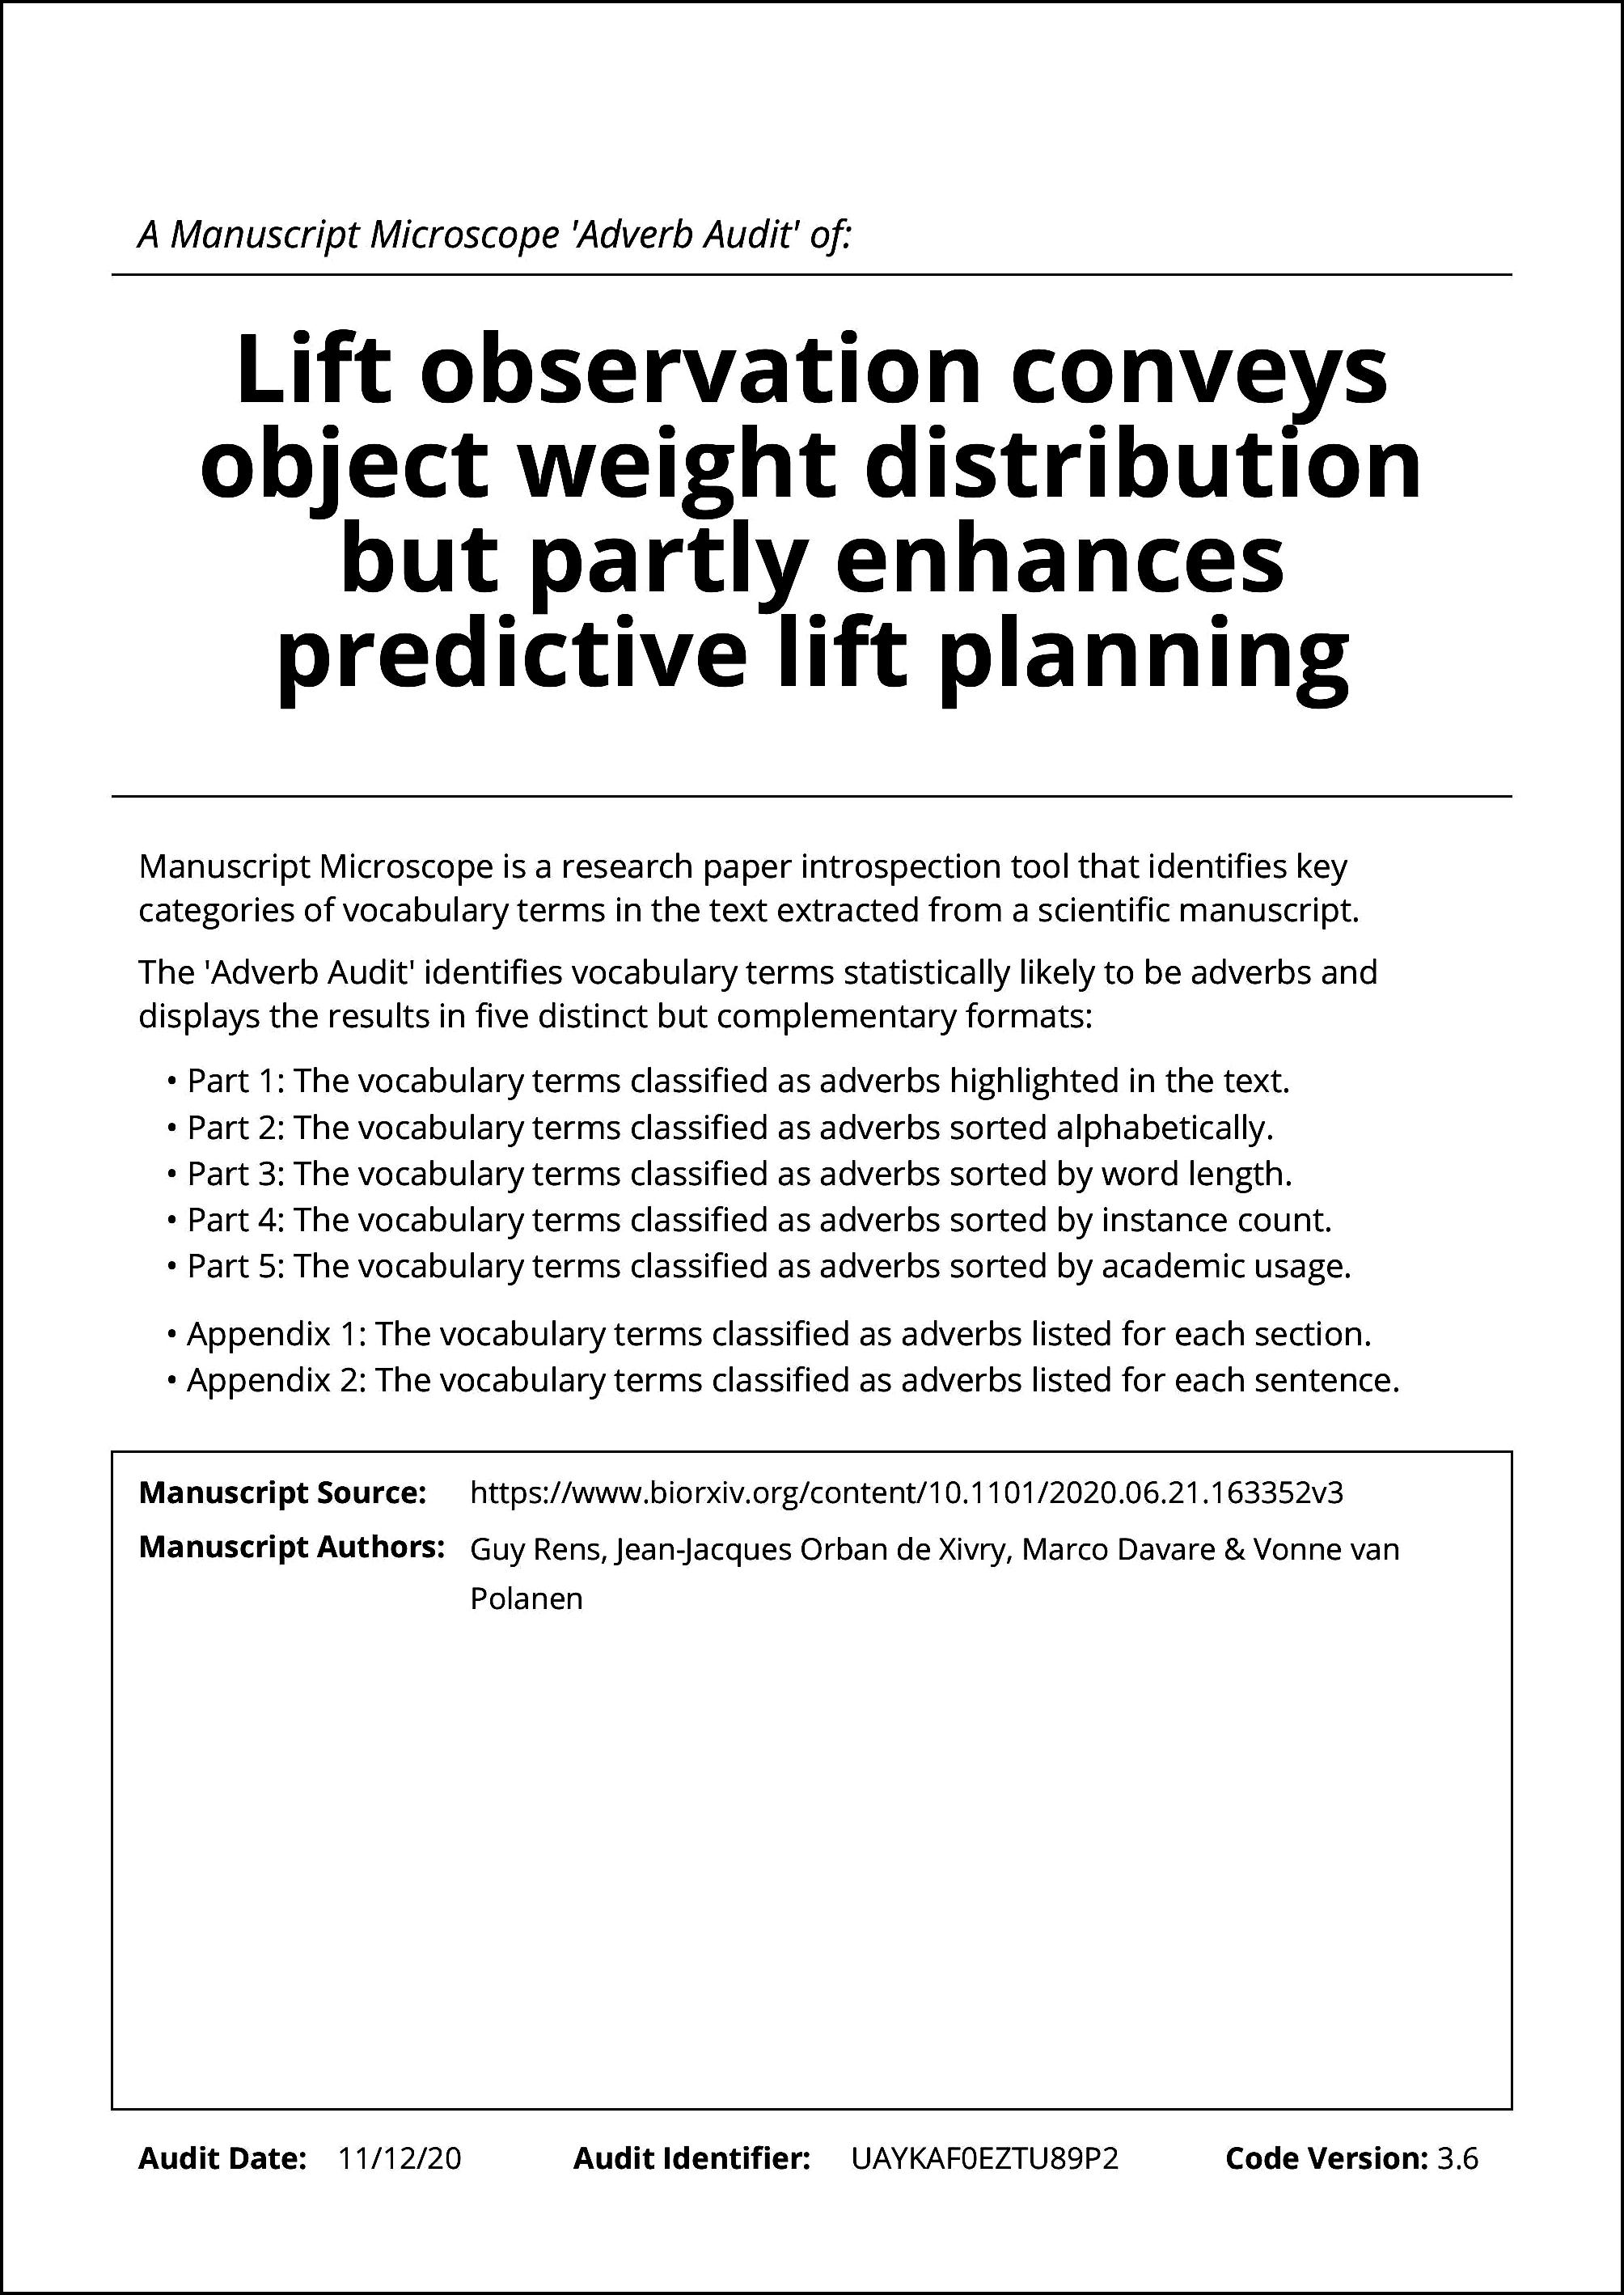 A Manuscript Microscope 'Adverb Audit' of:
Lift observation conveys
object weight distribution
but partly enhances
predictive lift planning
Manuscript Microscope is a research paper introspection tool that identifies key
categories of vocabulary terms in the text extracted from a scientific manuscript.
The 'Adverb Audit' identifies vocabulary terms statistically likely to be adverbs and
displays the results in five distinct but complementary formats:
• Part 1: The vocabulary terms classified as adverbs highlighted in the text.
• Part 2: The vocabulary terms classified as adverbs sorted alphabetically.
• Part 3: The vocabulary terms classified as adverbs sorted by word length.
• Part 4: The vocabulary terms classified as adverbs sorted by instance count.
• Part 5: The vocabulary terms classified as adverbs sorted by academic usage.
• Appendix 1: The vocabulary terms classified as adverbs listed for each section.
• Appendix 2: The vocabulary terms classified as adverbs listed for each sentence.
Manuscript Source: https://www.biorxiv.org/content/10.1101/2020.06.21.163352v3
Manuscript Authors: Guy Rens, Jean-Jacques Orban de Xivry, Marco Davare & Vonne van
Polanen
Audit Date: 11/12/20 Audit Identifier: UAYKAF0EZTU89P2 Code Version: 3.6